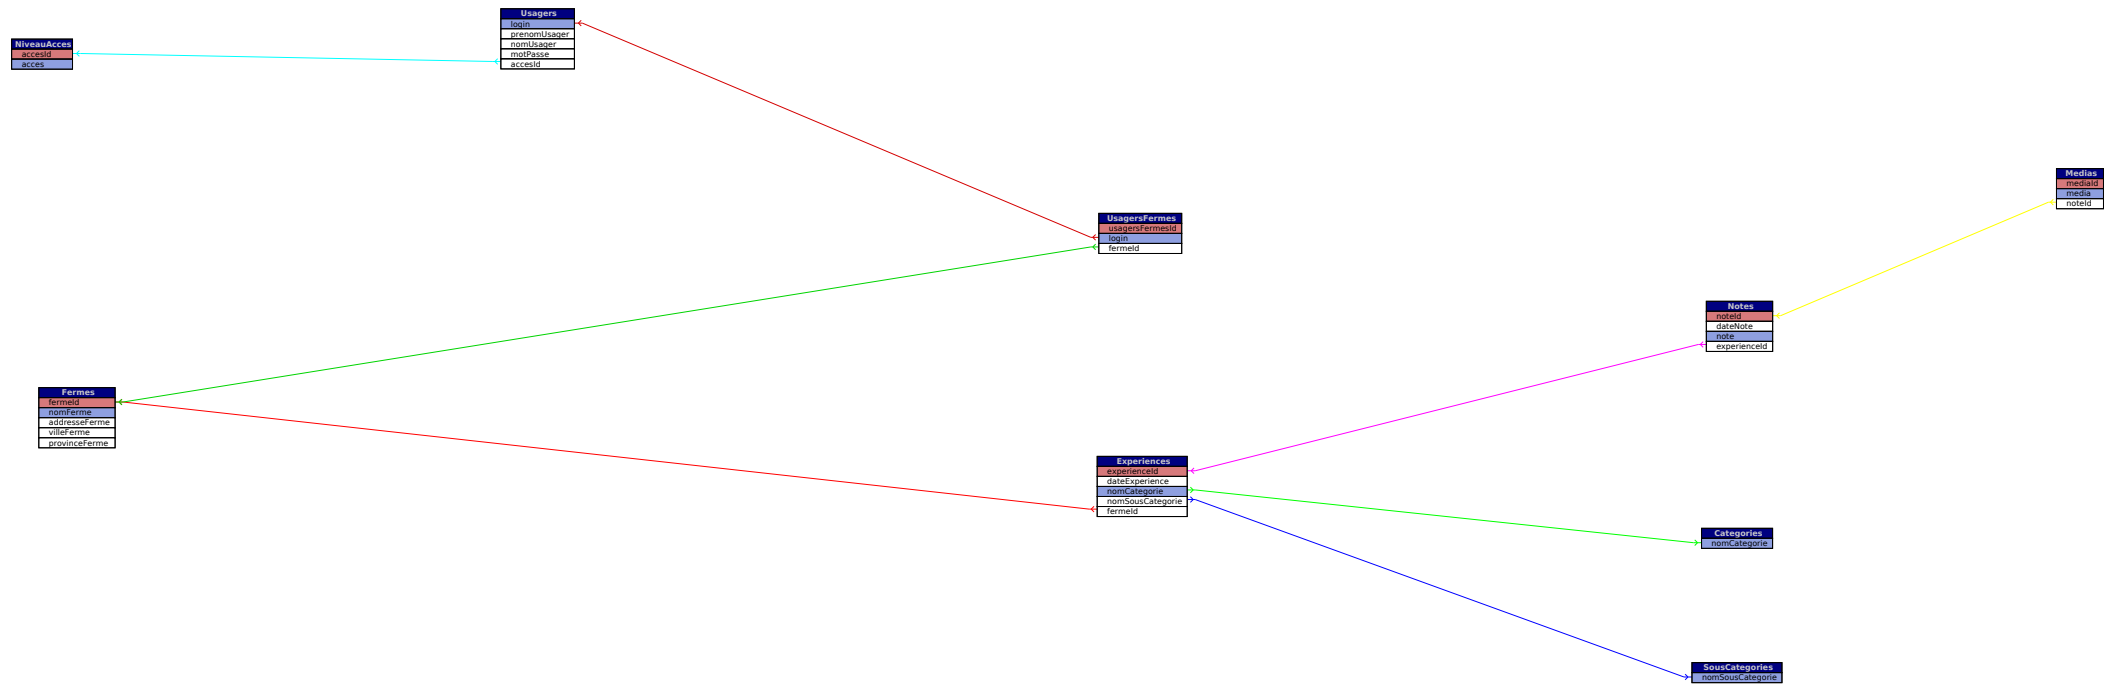 NiveauAcces
accesId
acces
Usagers
login
prenomUsager
nomUsager
motPasse
accesId
UsagersFermes
usagersFermesId
login
fermeId
Medias
mediaId
media
noteId
Notes
noteId
dateNote
note
experienceId
Fermes
fermeId
nomFerme
addresseFerme
villeFerme
provinceFerme
Experiences
experienceId
dateExperience
nomCategorie
nomSousCategorie
fermeId
Categories
nomCategorie
SousCategories
nomSousCategorie